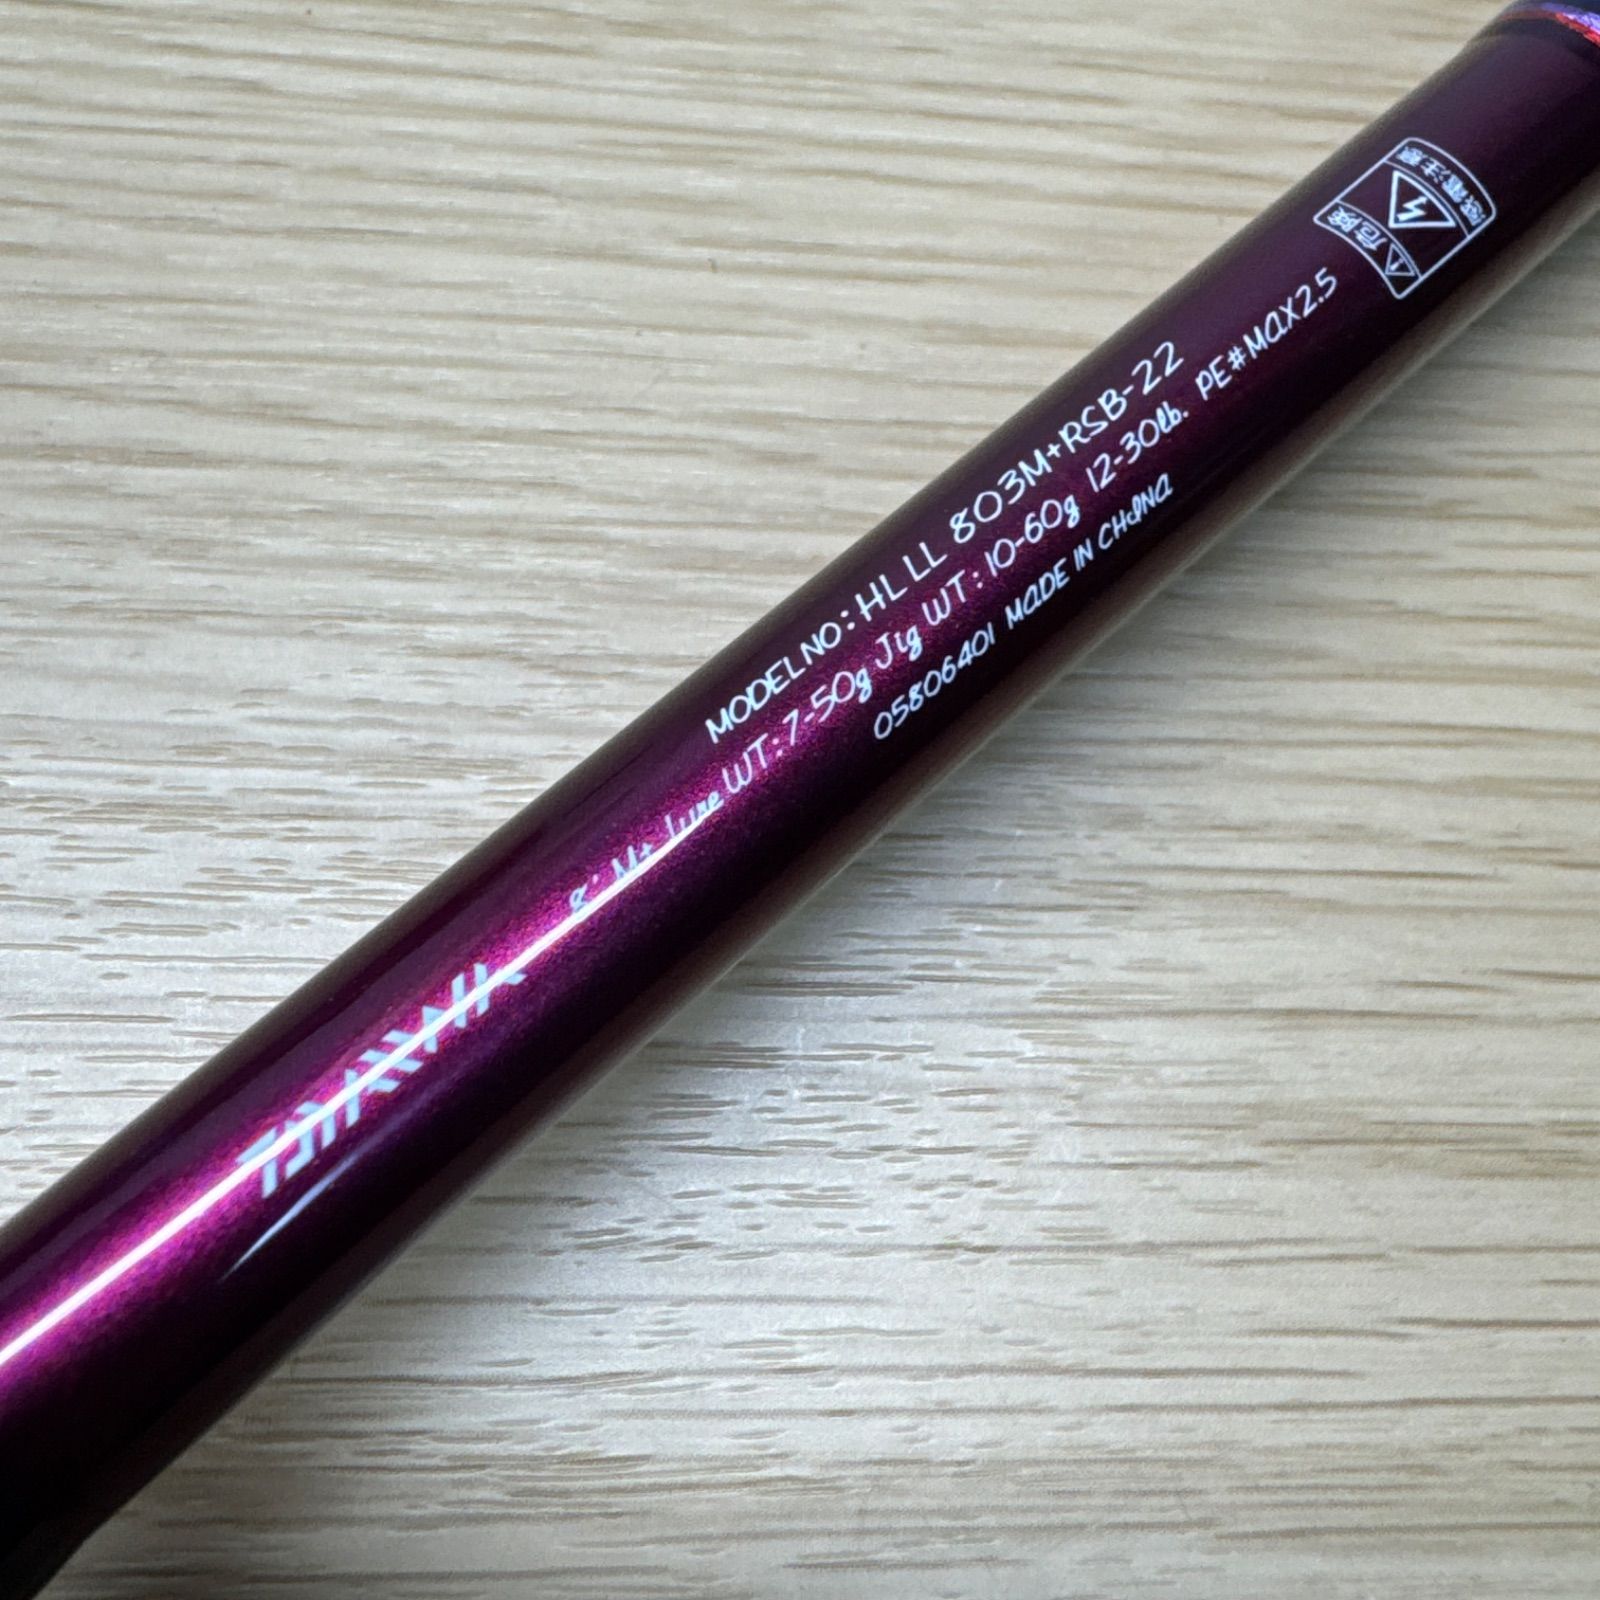 MODEL NO: HL LL 803M+RSB-22
8' M+ Lure WT: 7-50g Jig WT: 10-60g 12-30lb. PE#MAX2.5
05806401 MADE IN CHINA
DAIWA
危険
感電注意